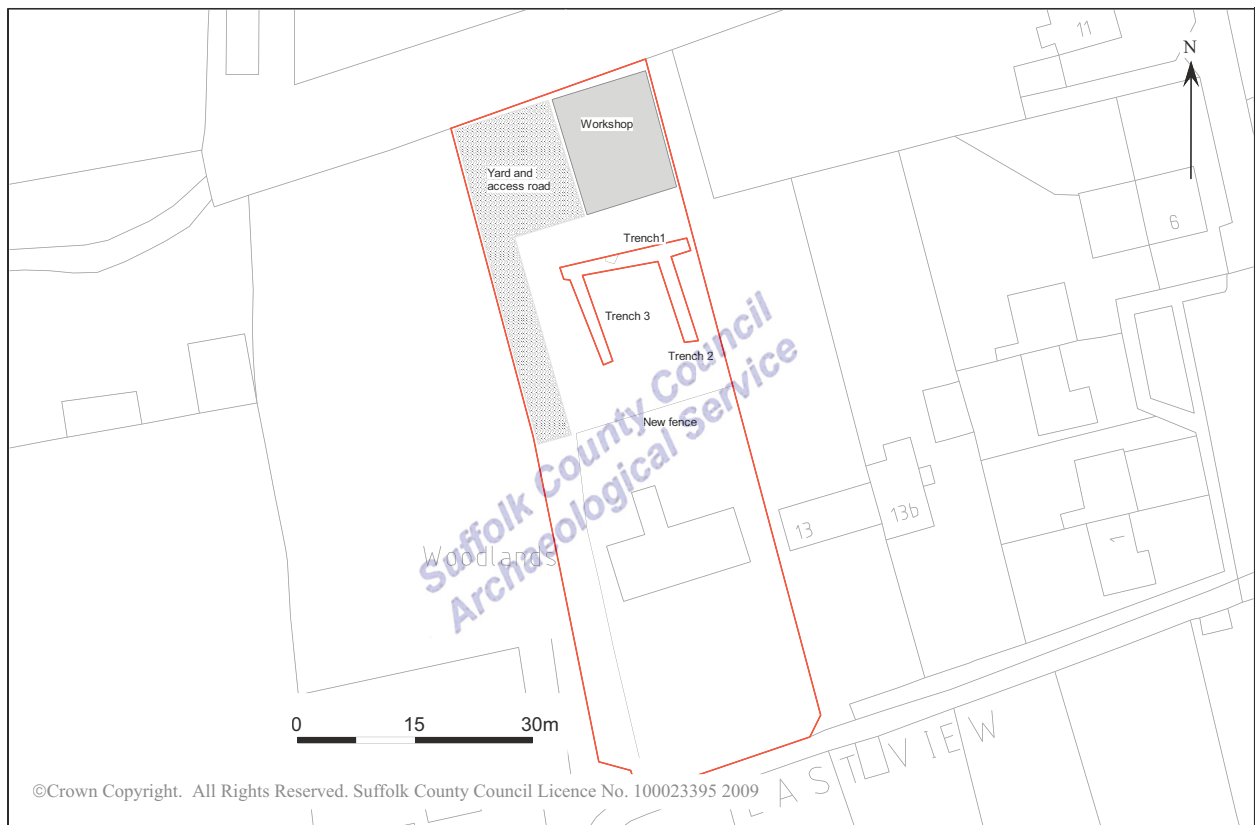 11
N
Workshop
Yard and
access road
6
Trench1
Trench 3
Trench 2
New fence
Suffolk County Council
Archaeological Service
13
13b
1
Woodlands
0 15 30m
EAST VIEW
©Crown Copyright. All Rights Reserved. Suffolk County Council Licence No. 100023395 2009